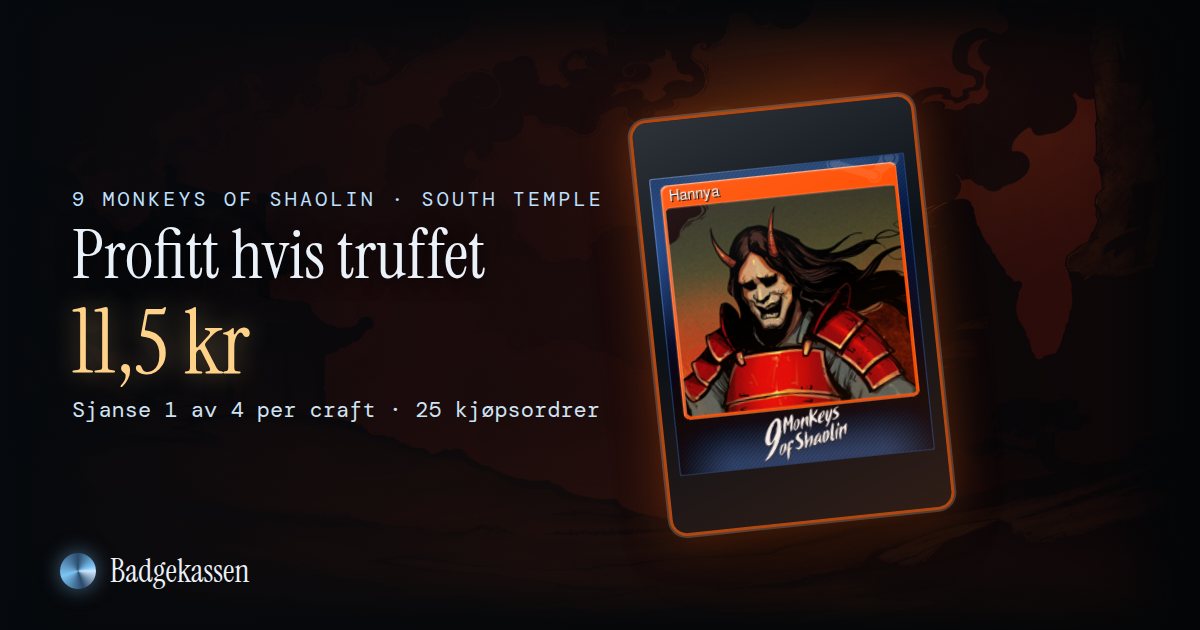 9 MONKEYS OF SHAOLIN · SOUTH TEMPLE
Profitt hvis truffet
11,5 kr
Sjanse 1 av 4 per craft · 25 kjøpsordrer
Hannya
9 Monkeys
of Shaolin
Badgekassen